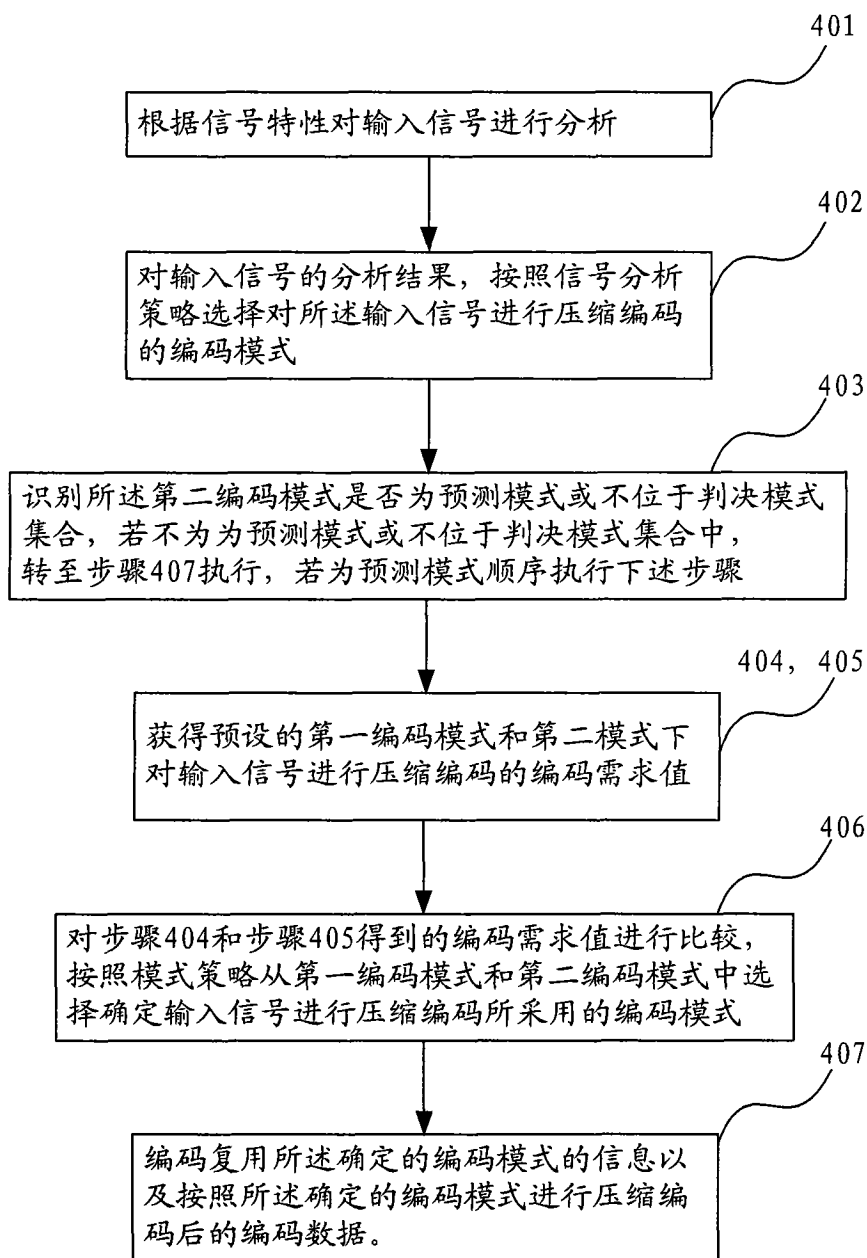 401
根据信号特性对输入信号进行分析
402
对输入信号的分析结果，按照信号分析
策略选择对所述输入信号进行压缩编码
的编码模式
403
识别所述第二编码模式是否为预测模式或不位于判决模式
集合，若不为为预测模式或不位于判决模式集合中，
转至步骤407执行，若为预测模式顺序执行下述步骤
404，405
获得预设的第一编码模式和第二模式下
对输入信号进行压缩编码的编码需求值
406
对步骤404和步骤405得到的编码需求值进行比较，
按照模式策略从第一编码模式和第二编码模式中选
择确定输入信号进行压缩编码所采用的编码模式
407
编码复用所述确定的编码模式的信息以
及按照所述确定的编码模式进行压缩编
码后的编码数据。